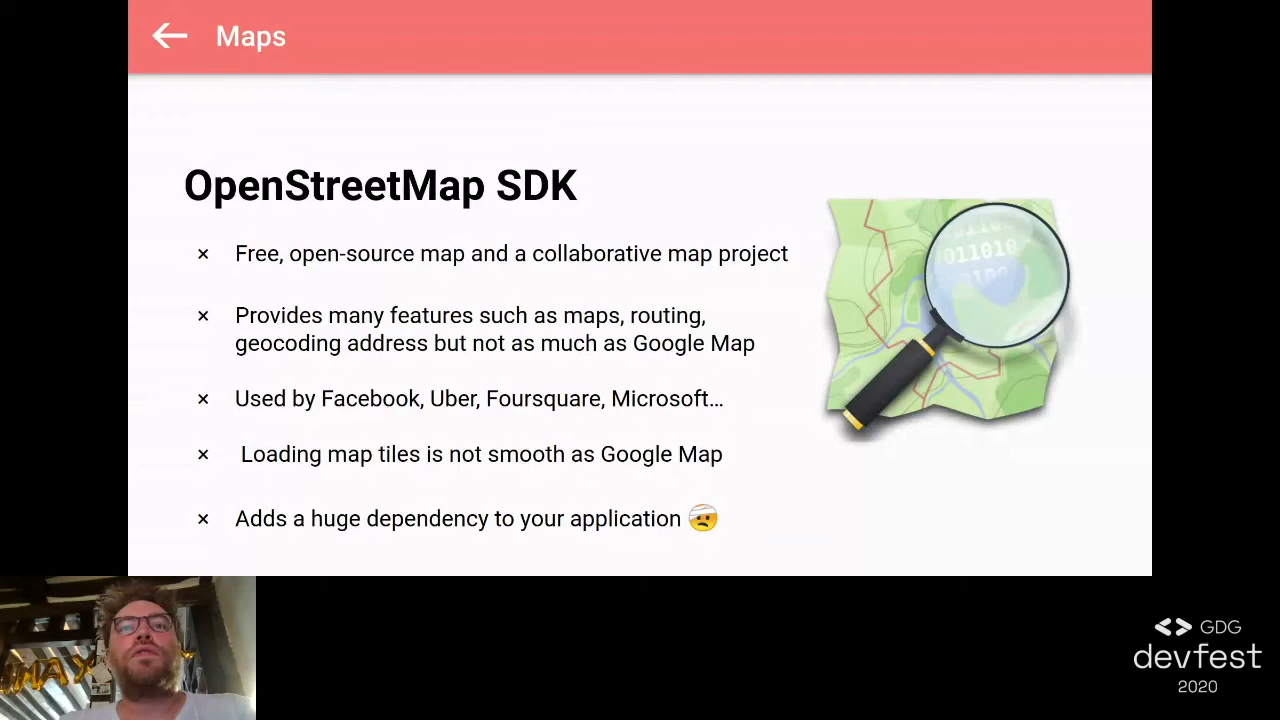 Maps
OpenStreetMap SDK
× Free, open-source map and a collaborative map project
× Provides many features such as maps, routing,
geocoding address but not as much as Google Map
× Used by Facebook, Uber, Foursquare, Microsoft…
× Loading map tiles is not smooth as Google Map
× Adds a huge dependency to your application 🤕
011010
0100
<> GDG
devfest
2020